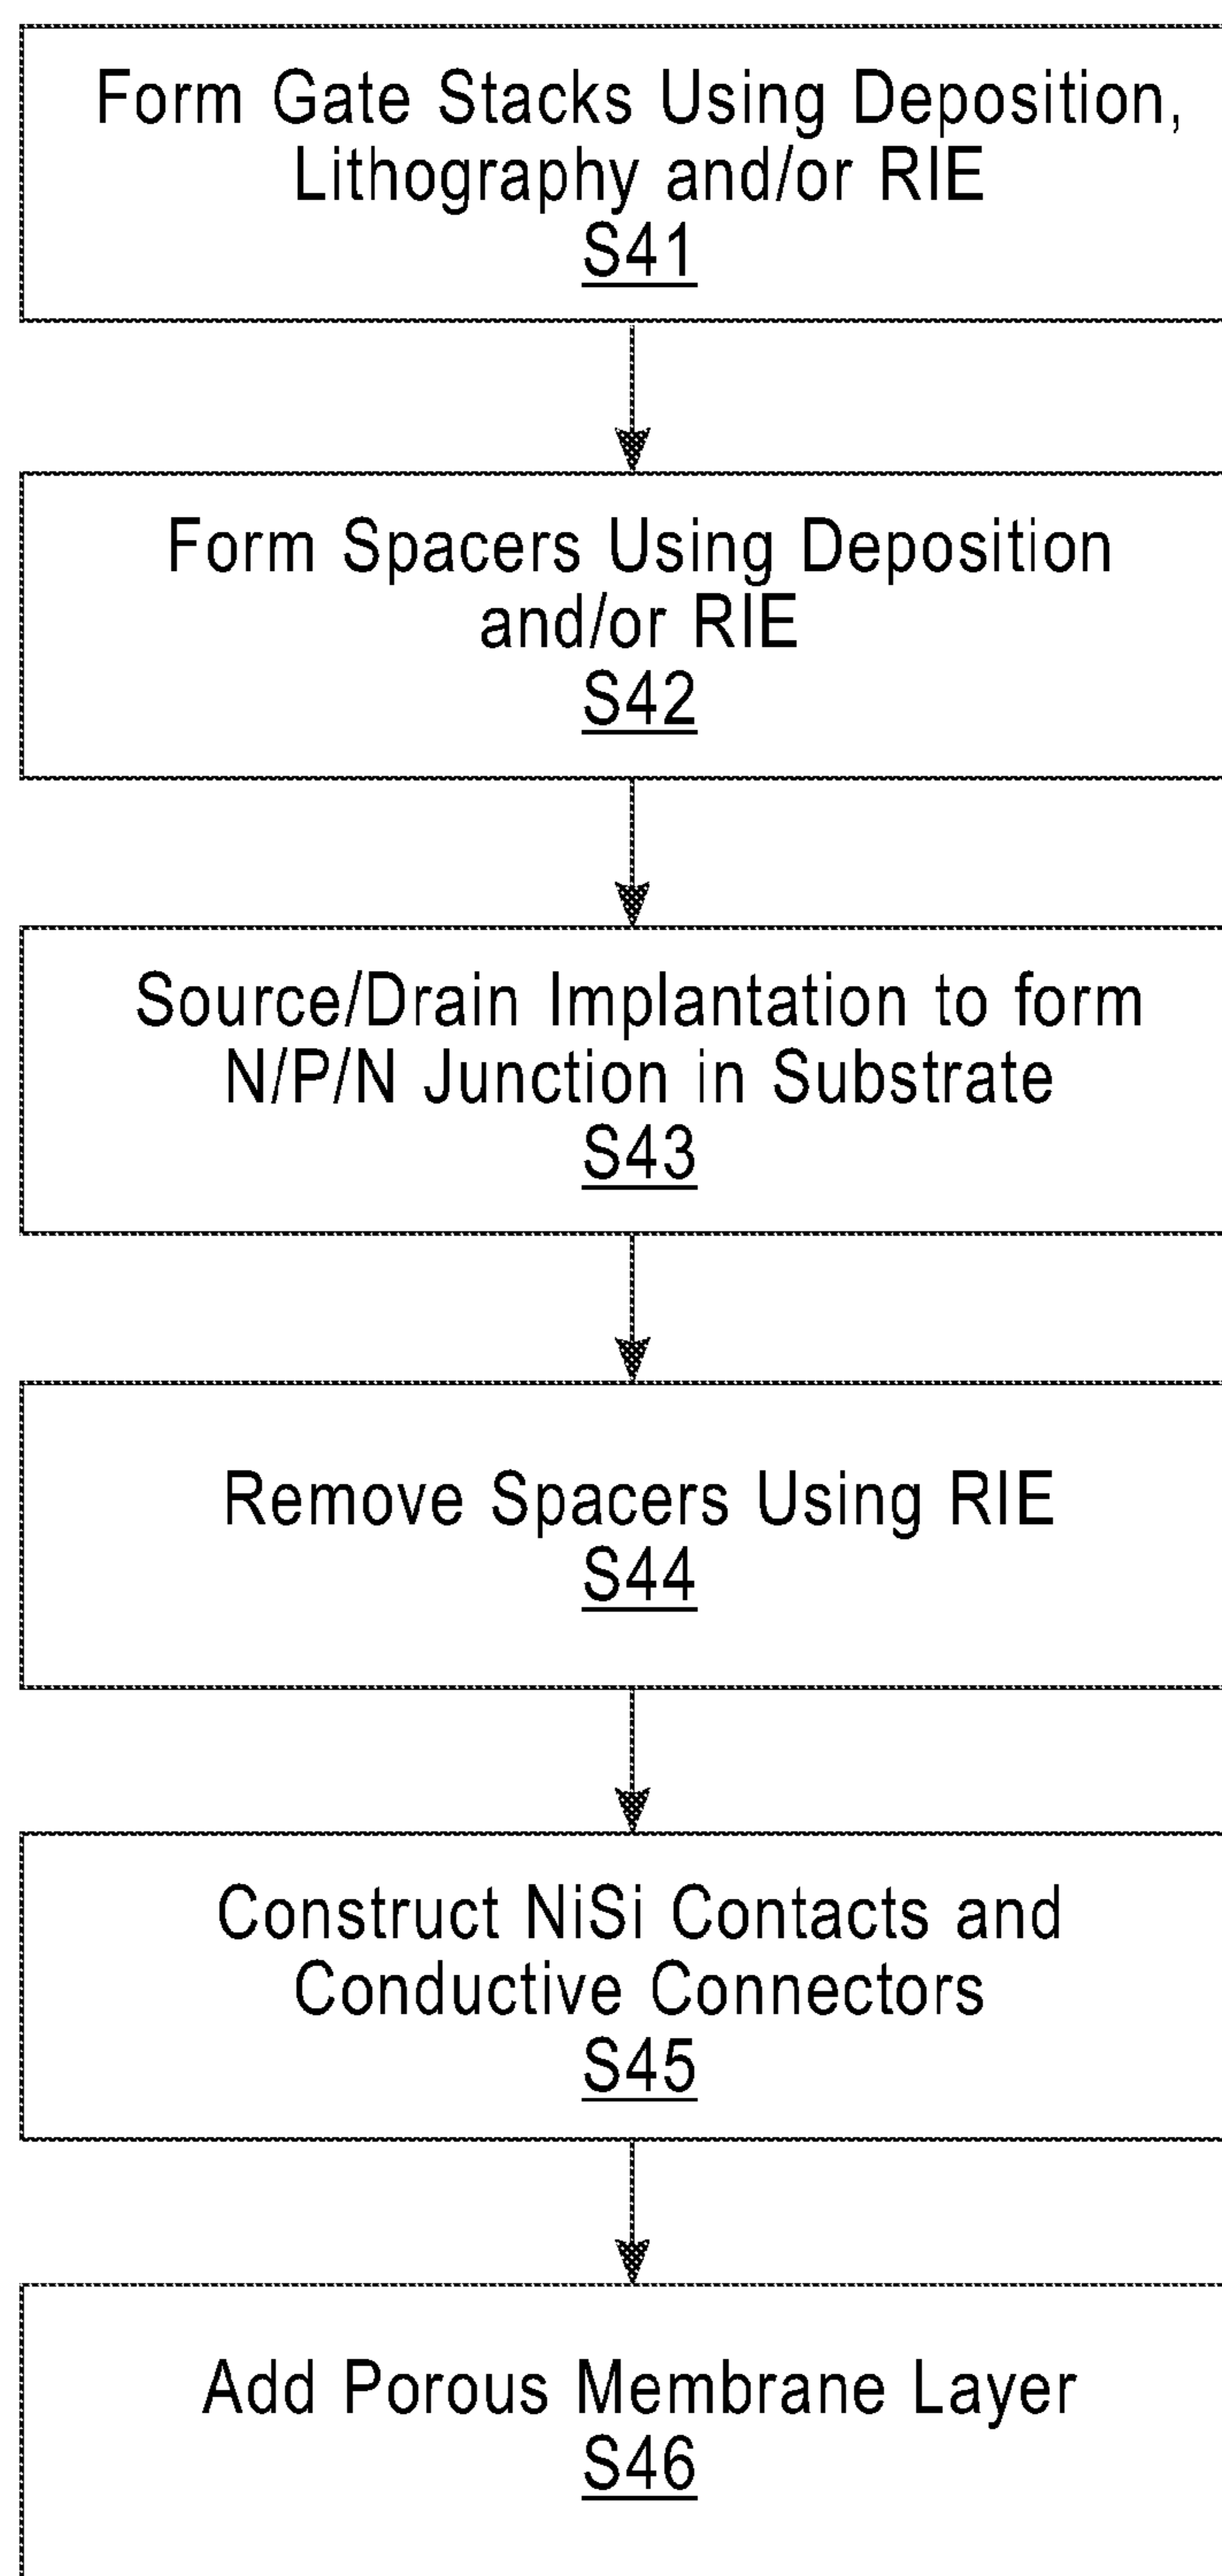 Form Gate Stacks Using Deposition,
Lithography and/or RIE
S41
Form Spacers Using Deposition
and/or RIE
S42
Source/Drain Implantation to form
N/P/N Junction in Substrate
S43
Remove Spacers Using RIE
S44
Construct NiSi Contacts and
Conductive Connectors
S45
Add Porous Membrane Layer
S46